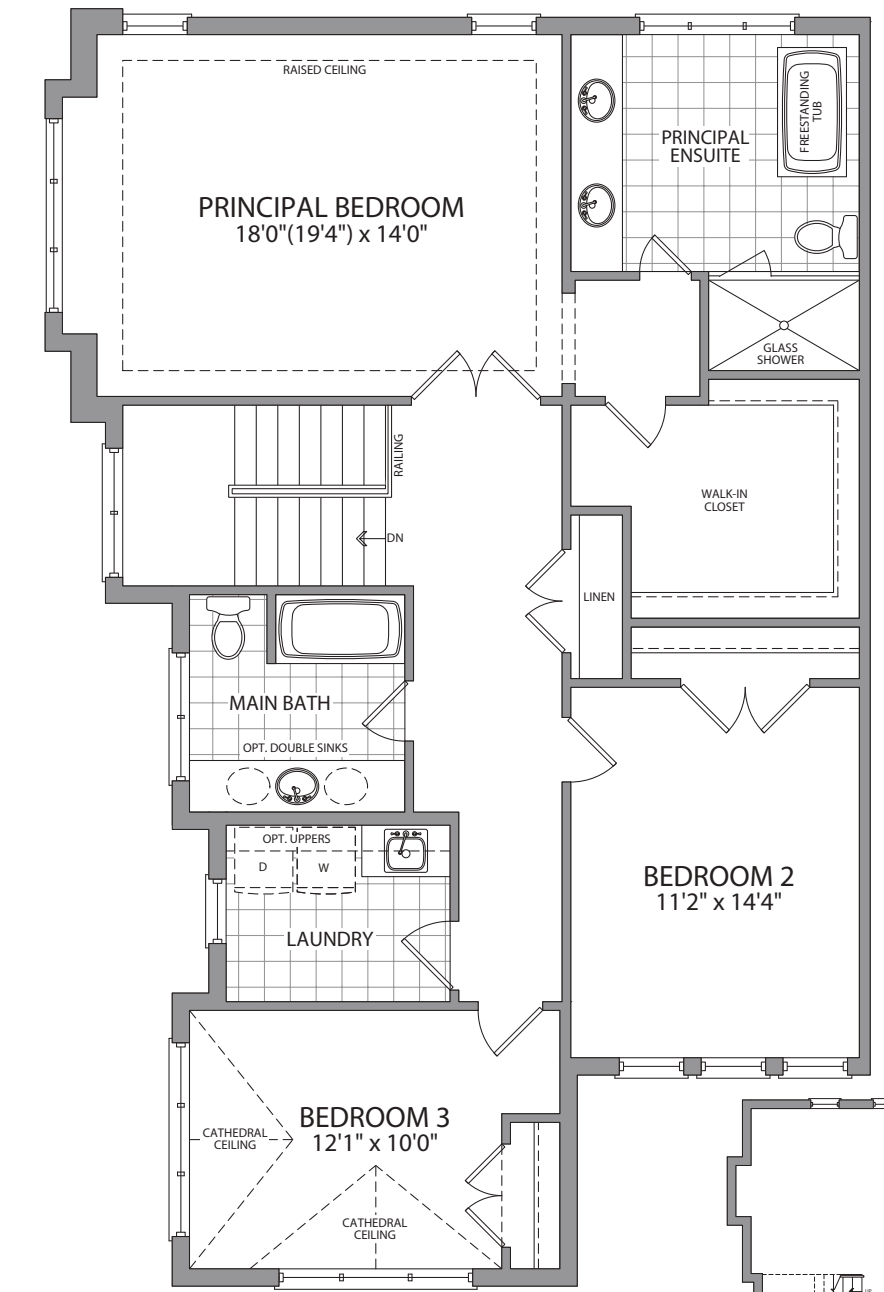 RAISED CEILING
PRINCIPAL BEDROOM
18'0"(19'4") x 14'0"
PRINCIPAL
ENSUITE
FREESTANDING
TUB
GLASS
SHOWER
RAILING
DN
WALK-IN
CLOSET
LINEN
MAIN BATH
OPT. DOUBLE SINKS
OPT. UPPERS
D
W
LAUNDRY
BEDROOM 2
11'2" x 14'4"
BEDROOM 3
12'1" x 10'0"
CATHEDRAL
CEILING
CATHEDRAL
CEILING